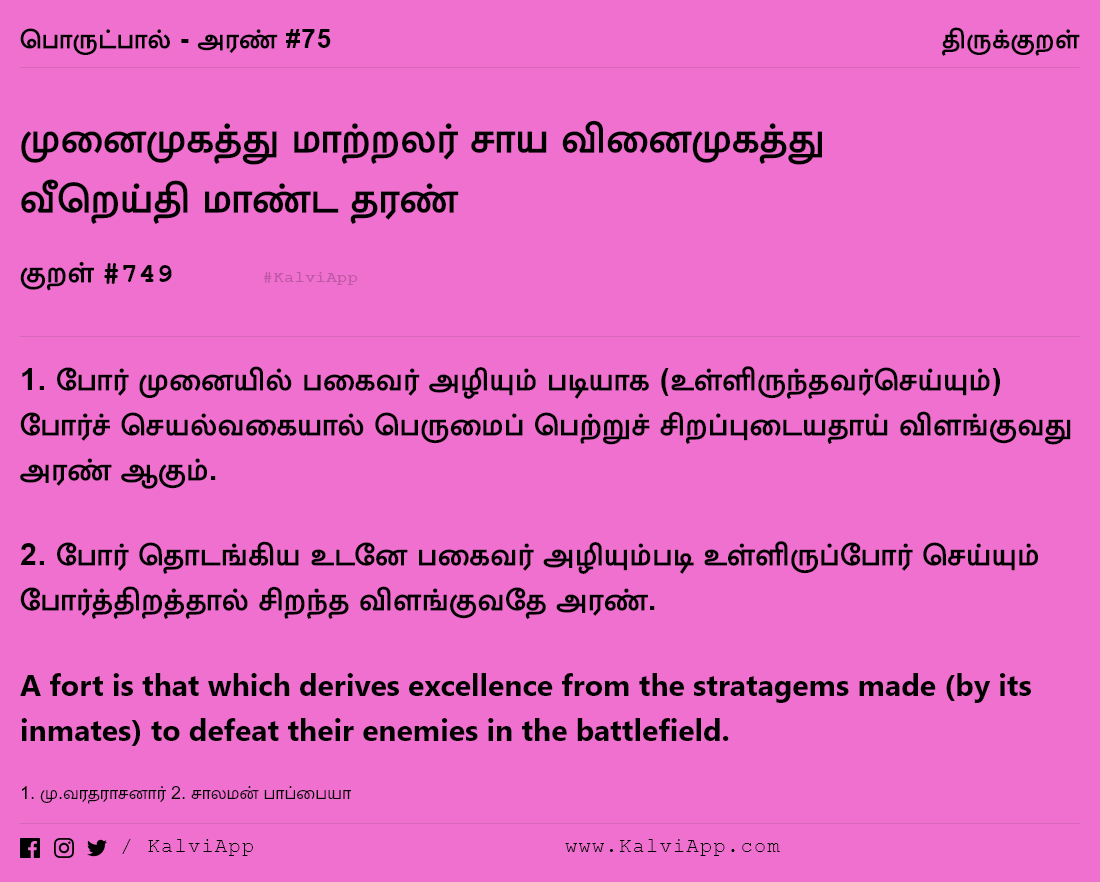 பொருட்பால் - அரண் #75 திருக்குறள்
முனைமுகத்து மாற்றலர் சாய வினைமுகத்து
வீறெய்தி மாண்ட தரண்
குறள் #749 #KalviApp
1. போர் முனையில் பகைவர் அழியும் படியாக (உள்ளிருந்தவர்செய்யும்)
போர்ச் செயல்வகையால் பெருமைப் பெற்றுச் சிறப்புடையதாய் விளங்குவது
அரண் ஆகும்.
2. போர் தொடங்கிய உடனே பகைவர் அழியும்படி உள்ளிருப்போர் செய்யும்
போர்த்திறத்தால் சிறந்த விளங்குவதே அரண்.
A fort is that which derives excellence from the stratagems made (by its
inmates) to defeat their enemies in the battlefield.
1. மு.வரதராசனார் 2. சாலமன் பாப்பையா
/ KalviApp www.KalviApp.com